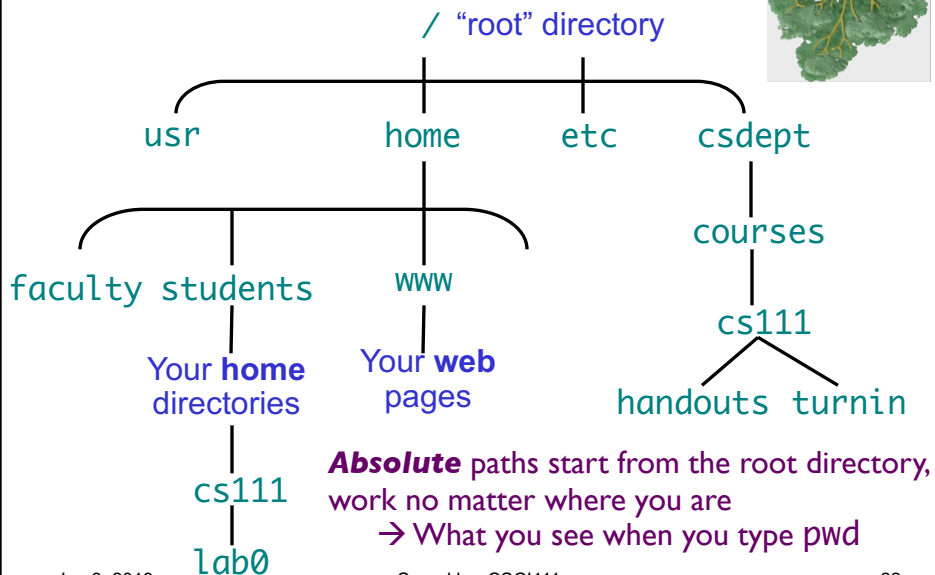 / “root” directory
usr home etc csdept
courses
faculty students www
cs111
Your home directories
Your web pages
handouts turnin
cs111
lab0
Absolute paths start from the root directory,
work no matter where you are
→ What you see when you type pwd